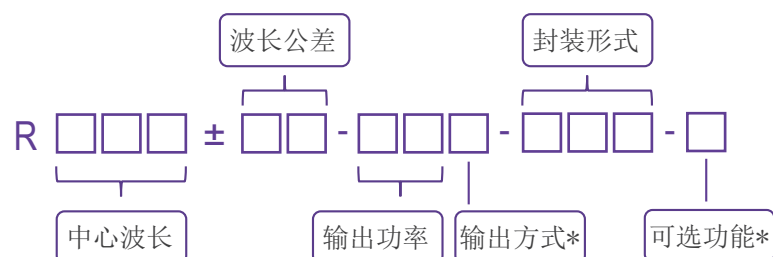 波长公差 封装形式
R □□□ ± □□ - □□□ - □□□ - □
中心波长 输出功率 输出方式* 可选功能*